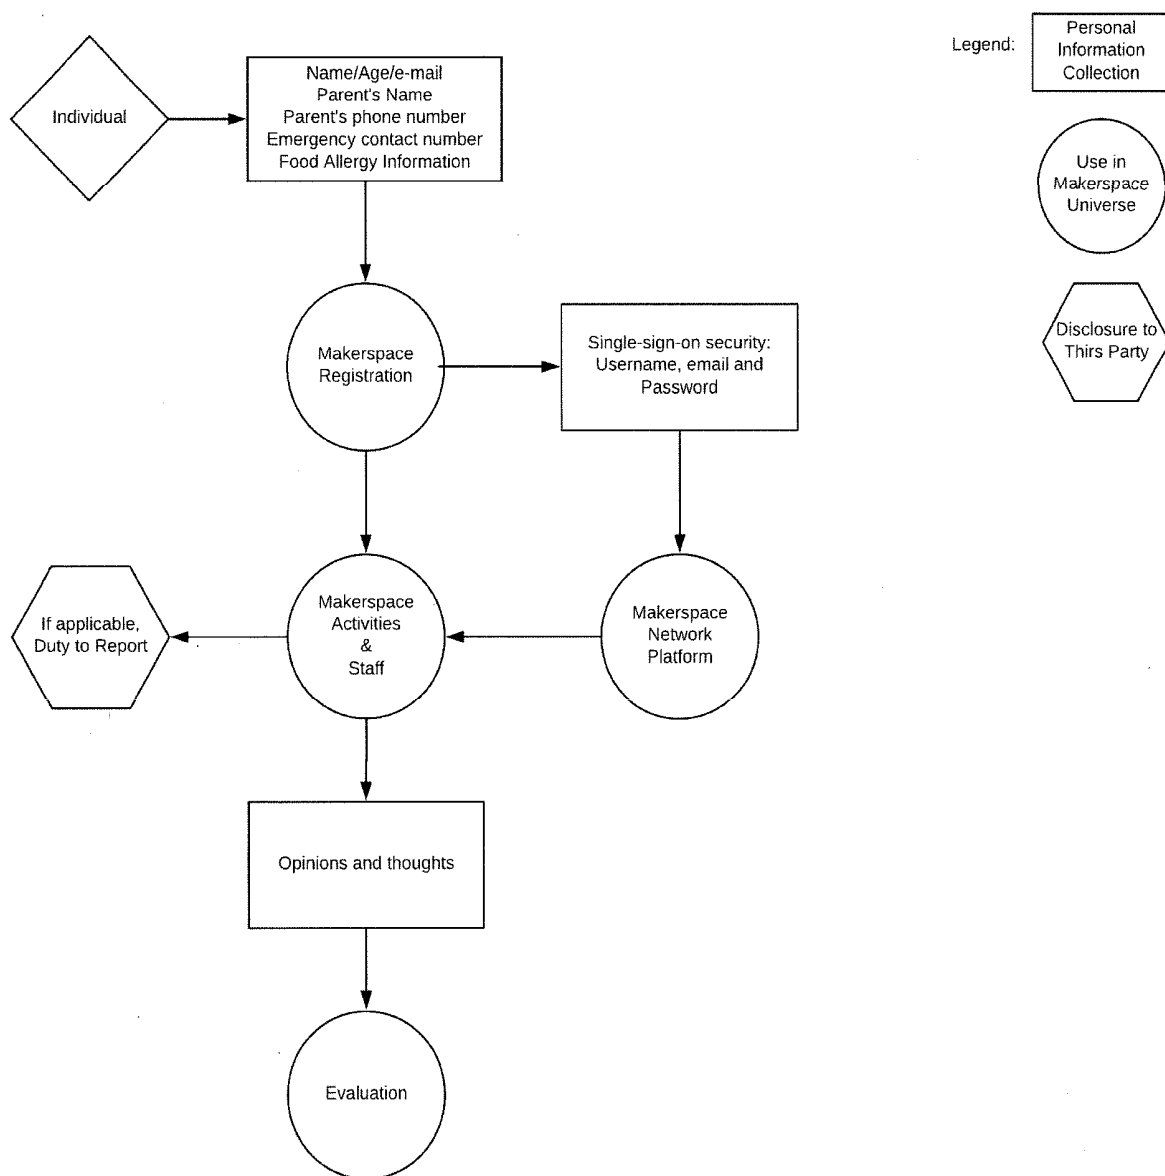 Legend:
Personal
Information
Collection
Individual
Name/Age/e-mail
Parent's Name
Parent's phone number
Emergency contact number
Food Allergy Information
Use in
Makerspace
Universe
Disclosure to
Thirs Party
Makerspace
Registration
Single-sign-on security:
Username, email and
Password
If applicable,
Duty to Report
Makerspace
Activities
&
Staff
Makerspace
Network
Platform
Opinions and thoughts
Evaluation